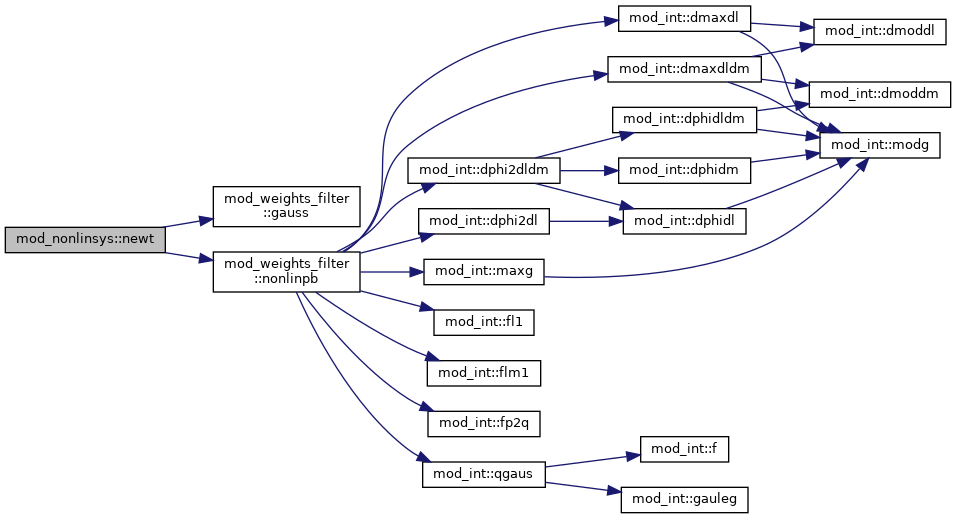 mod_nonlinsys::newt
mod_weights_filter
::gauss
mod_weights_filter
::nonlinpb
mod_int::dphi2dldm
mod_int::dphi2dl
mod_int::maxg
mod_int::fl1
mod_int::flm1
mod_int::fp2q
mod_int::qgaus
mod_int::dmaxdl
mod_int::dmaxdldm
mod_int::dphidldm
mod_int::dphidm
mod_int::dphidl
mod_int::f
mod_int::gauleg
mod_int::dmoddl
mod_int::dmoddm
mod_int::modg